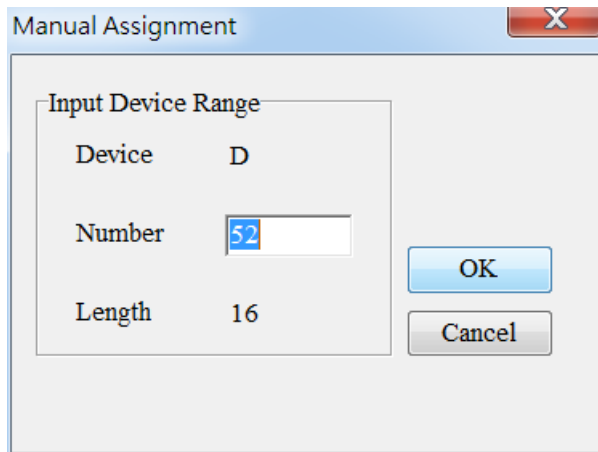 Manual Assignment
Input Device Range
Device D
Number 52
Length 16
OK
Cancel